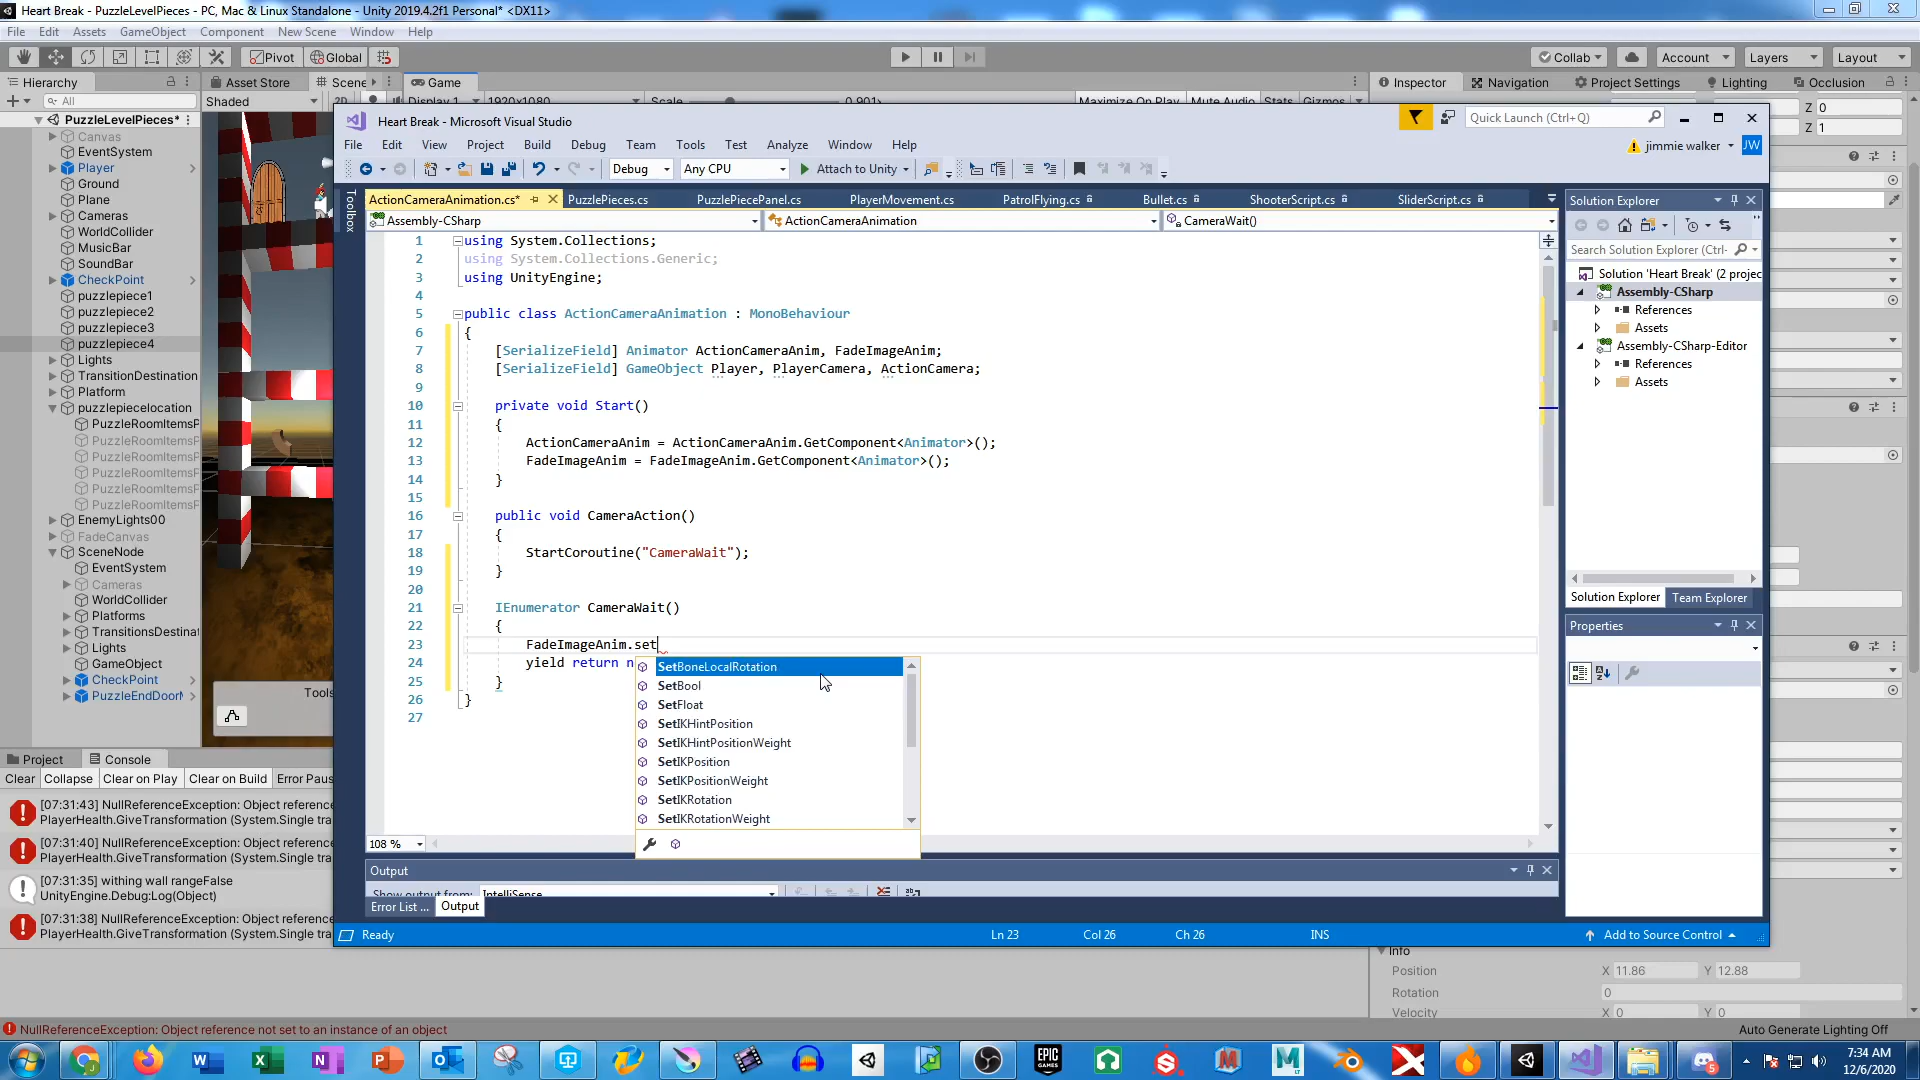 Heart Break - PuzzleLevelPieces - PC, Mac & Linux Standalone - Unity 2019.4.2f1 Personal* <DX11>
File Edit Assets GameObject Component New Scene Window Help
Pivot Global Collab Account Layers Layout
Hierarchy Asset Store Scene Game Inspector Navigation Project Settings Lighting Occlusion
All Shaded 2D Display 1 1920x1080 Scale 0.901x Maximize On Play Mute Audio Stats Gizmos Z 0
Z 1
PuzzleLevelPieces*
Canvas
EventSystem
Player
Ground
Plane
Cameras
WorldCollider
MusicBar
SoundBar
CheckPoint
puzzlepiece1
puzzlepiece2
puzzlepiece3
puzzlepiece4
Lights
TransitionDestination
Platform
puzzlepiecelocation
PuzzleRoomItemsP
PuzzleRoomItemsP
PuzzleRoomItemsP
PuzzleRoomItemsP
PuzzleRoomItemsP
PuzzleRoomItemsP
EnemyLights00
FadeCanvas
SceneNode
EventSystem
Cameras
WorldCollider
Platforms
TransitionsDestinat
Lights
GameObject
CheckPoint
PuzzleEndDoorM
Tools
Heart Break - Microsoft Visual Studio
Quick Launch (Ctrl+Q)
File Edit View Project Build Debug Team Tools Test Analyze Window Help
jimmie walker JW
Debug Any CPU Attach to Unity
Toolbox
ActionCameraAnimation.cs* PuzzlePieces.cs PuzzlePiecePanel.cs PlayerMovement.cs PatrolFlying.cs Bullet.cs ShooterScript.cs SliderScript.cs
Assembly-CSharp ActionCameraAnimation CameraWait()
1 using System.Collections;
2 using System.Collections.Generic;
3 using UnityEngine;
4
5 public class ActionCameraAnimation : MonoBehaviour
6 {
7 [SerializeField] Animator ActionCameraAnim, FadeImageAnim;
8 [SerializeField] GameObject Player, PlayerCamera, ActionCamera;
9
10 private void Start()
11 {
12 ActionCameraAnim = ActionCameraAnim.GetComponent<Animator>();
13 FadeImageAnim = FadeImageAnim.GetComponent<Animator>();
14 }
15
16 public void CameraAction()
17 {
18 StartCoroutine("CameraWait");
19 }
20
21 IEnumerator CameraWait()
22 {
23 FadeImageAnim.set
24 yield return n
25 }
26 }
27
SetBoneLocalRotation
SetBool
SetFloat
SetIKHintPosition
SetIKHintPositionWeight
SetIKPosition
SetIKPositionWeight
SetIKRotation
SetIKRotationWeight
108 %
Output
Show output from: IntelliSense
Error List ... Output
Ready Ln 23 Col 26 Ch 26 INS Add to Source Control
Solution Explorer
Search Solution Explorer (Ctrl-
Solution 'Heart Break' (2 projec
Assembly-CSharp
References
Assets
Assembly-CSharp-Editor
References
Assets
Solution Explorer Team Explorer
Properties
Project Console
Clear Collapse Clear on Play Clear on Build Error Paus
[07:31:43] NullReferenceException: Object reference
PlayerHealth.GiveTransformation (System.Single tra
[07:31:40] NullReferenceException: Object reference
PlayerHealth.GiveTransformation (System.Single tra
[07:31:35] withing wall rangeFalse
UnityEngine.Debug:Log(Object)
[07:31:38] NullReferenceException: Object reference
PlayerHealth.GiveTransformation (System.Single tra
Info
Position X 11.86 Y 12.88
Rotation 0
Velocity X 0 Y 0
NullReferenceException: Object reference not set to an instance of an object
Auto Generate Lighting Off
EPIC GAMES
7:34 AM
12/6/2020